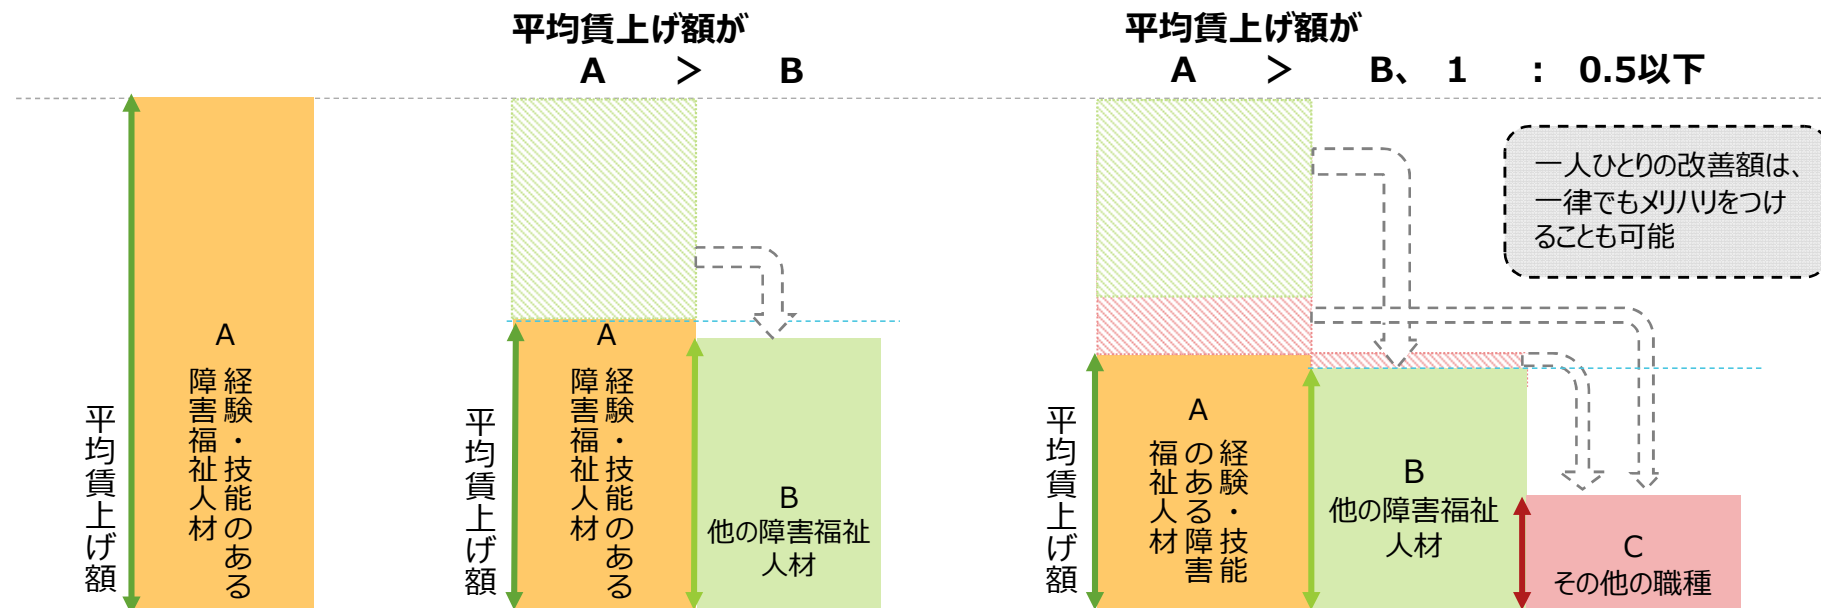 平均賃上げ額が
A ＞ B
平均賃上げ額が
A ＞ B、 1 : 0.5以下
一人ひとりの改善額は、
一律でもメリハリをつけ
ることも可能
平均賃上げ額
A
経験・技能のある
障害福祉人材
平均賃上げ額
A
経験・技能のある
障害福祉人材
B
他の障害福祉
人材
平均賃上げ額
A
経験・技能
のある障害
福祉人材
B
他の障害福祉
人材
C
その他の職種